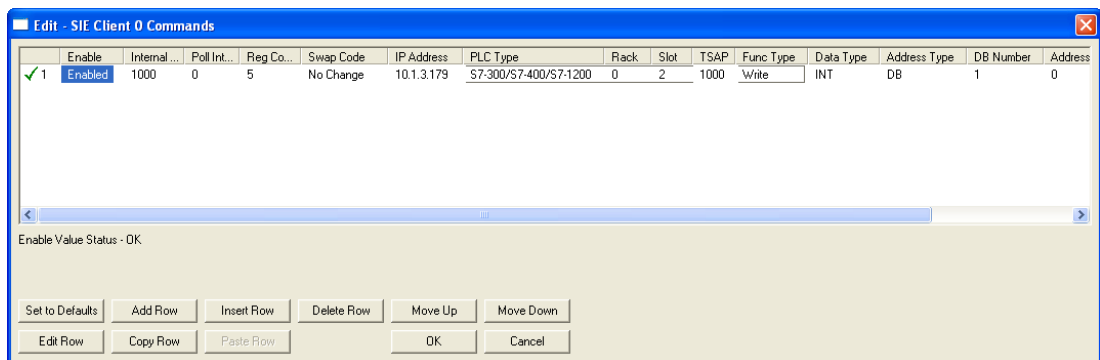 Edit - SIE Client 0 Commands
Enable Internal ... Poll Int... Reg Co... Swap Code IP Address PLC Type Rack Slot TSAP Func Type Data Type Address Type DB Number Address
1 Enabled 1000 0 5 No Change 10.1.3.179 S7-300/S7-400/S7-1200 0 2 1000 Write INT DB 1 0
Enable Value Status - OK
Set to Defaults Add Row Insert Row Delete Row Move Up Move Down
Edit Row Copy Row Paste Row OK Cancel